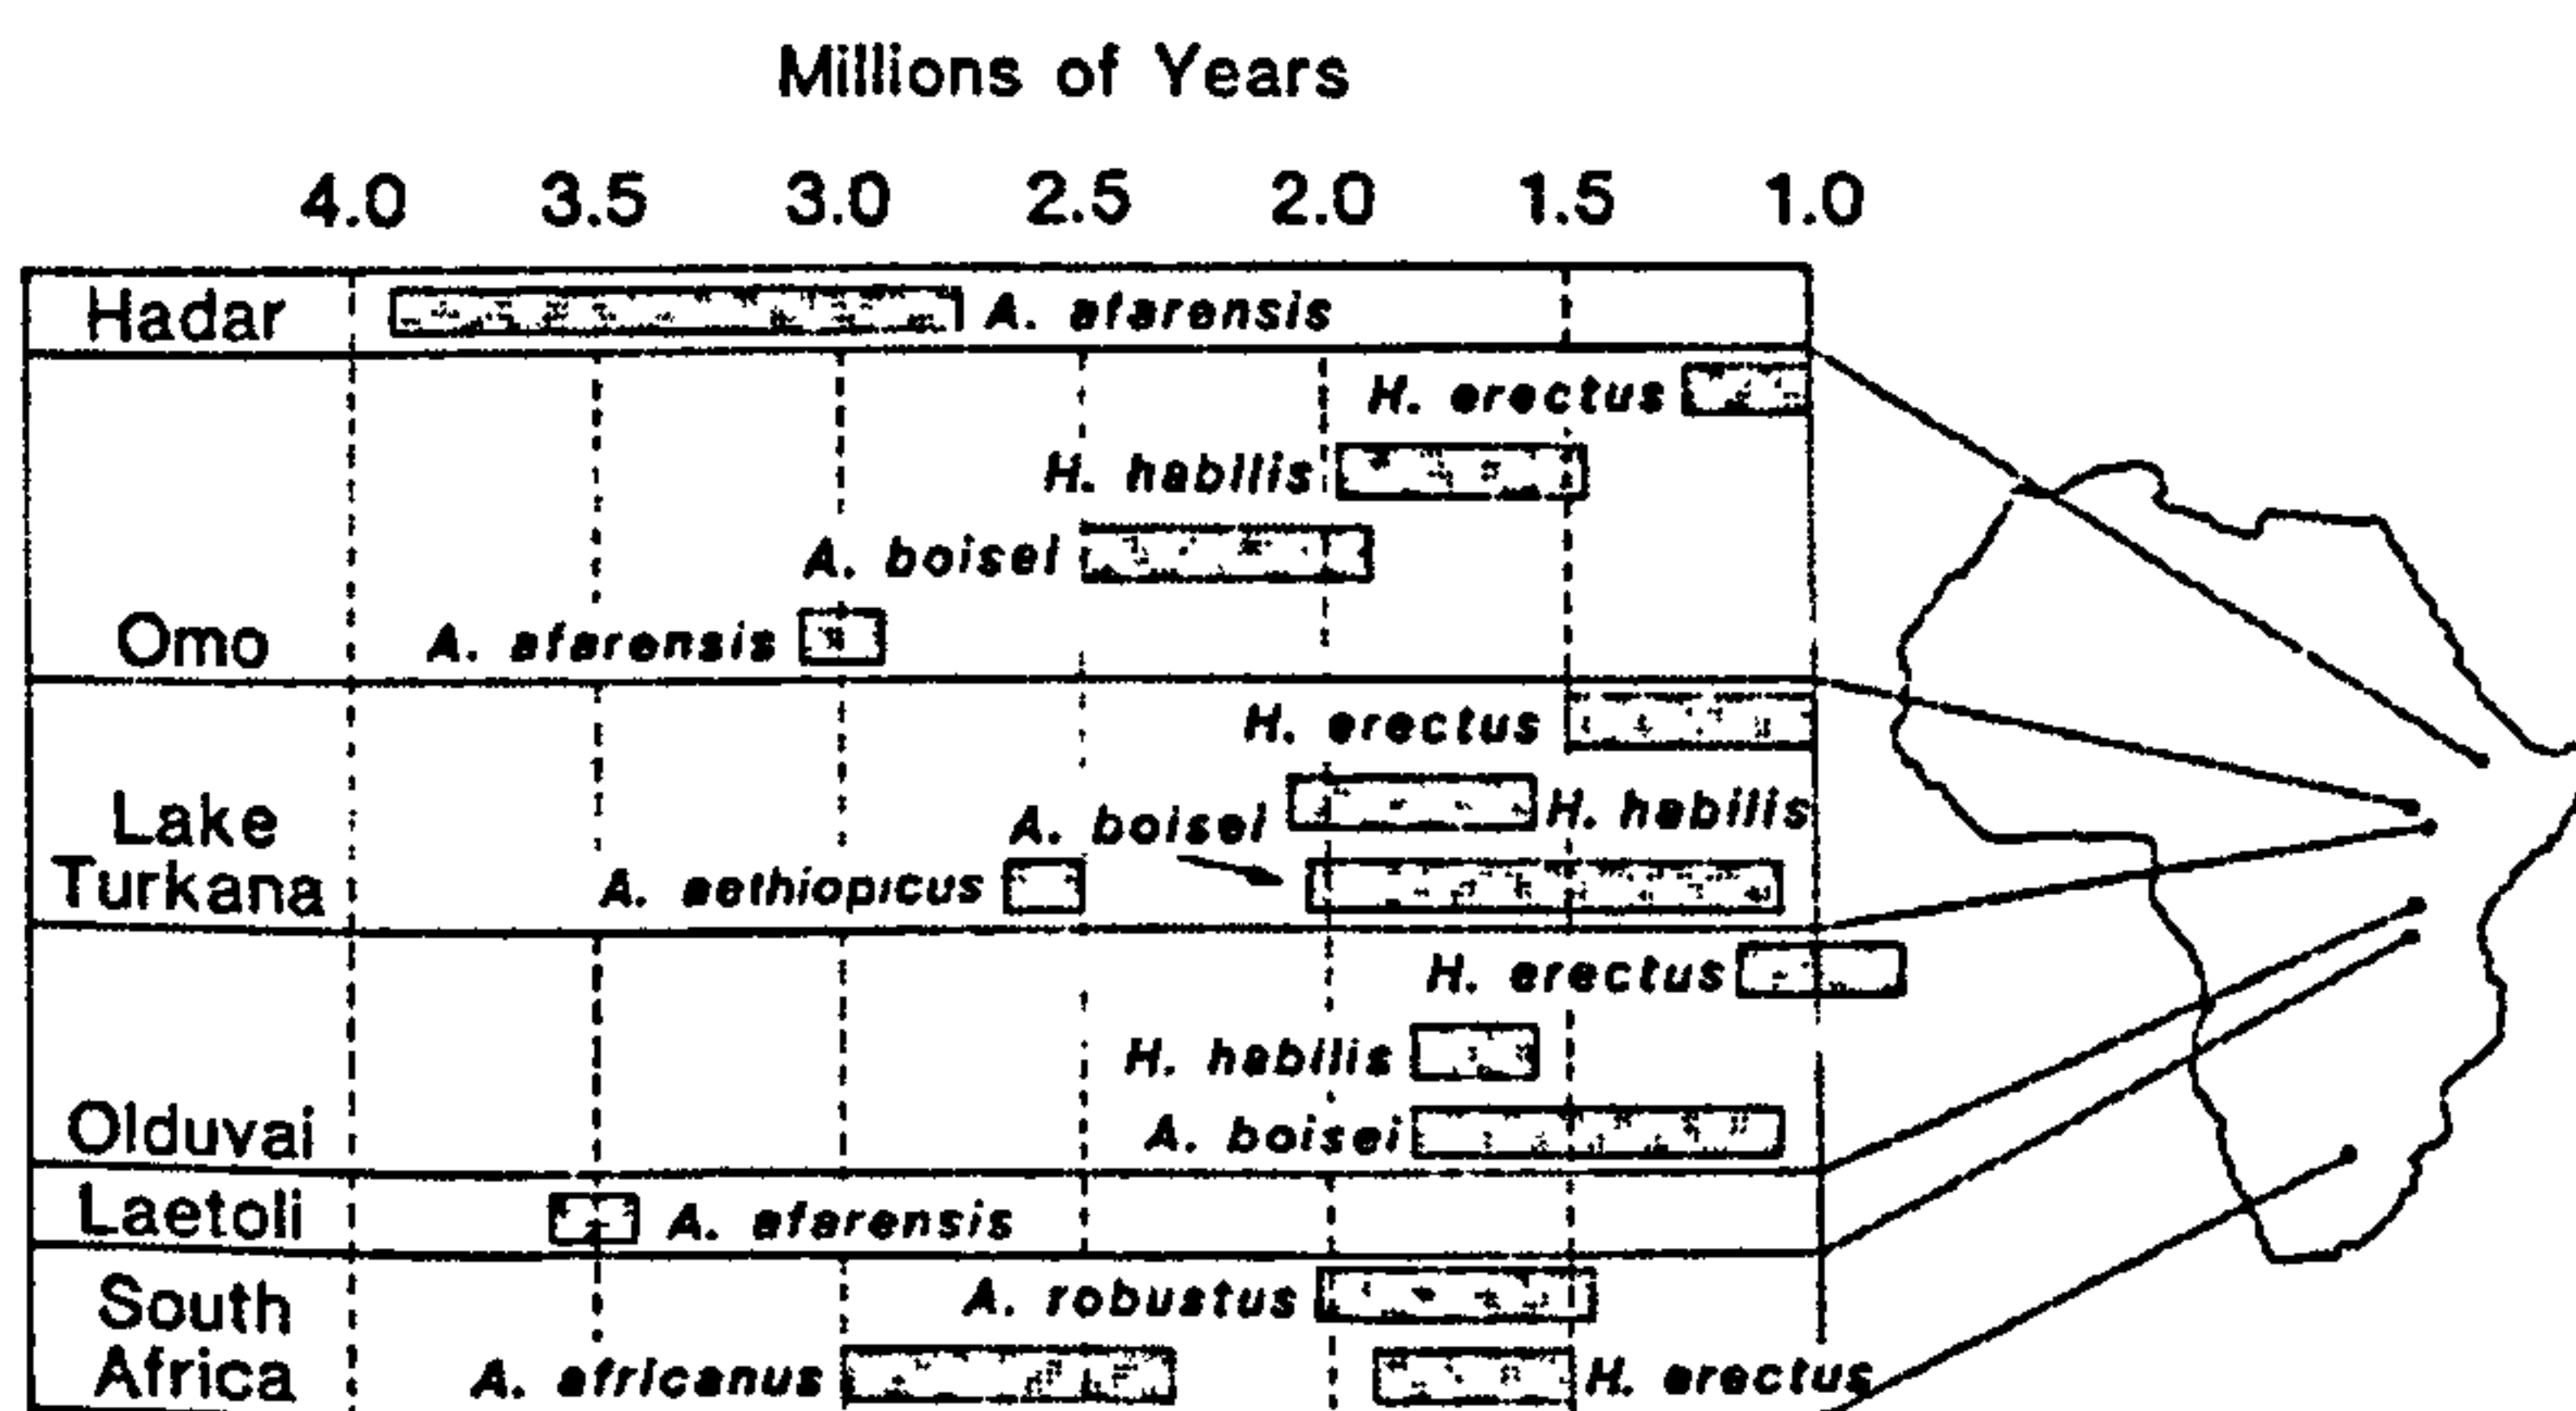 Millions of Years
4.0 3.5 3.0 2.5 2.0 1.5 1.0
Hadar A. afarensis
H. erectus
H. habilis
A. boisei
Omo A. afarensis
H. erectus
Lake
Turkana
A. boisei H. habilis
A. aethiopicus
H. erectus
H. habilis
Olduvai A. boisei
Laetoli A. afarensis
South
Africa
A. robustus
A. africanus H. erectus